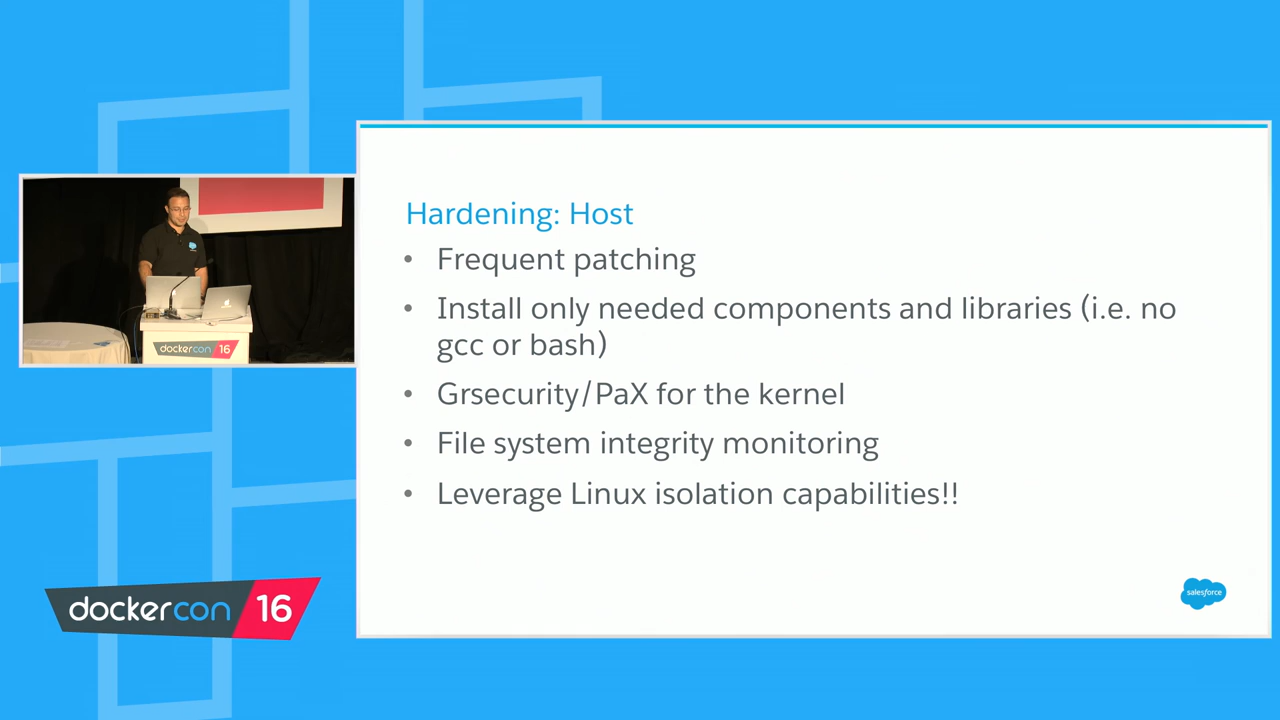 Hardening: Host
• Frequent patching
• Install only needed components and libraries (i.e. no
gcc or bash)
• Grsecurity/PaX for the kernel
• File system integrity monitoring
• Leverage Linux isolation capabilities!!
dockercon 16
dockercon 16
salesforce